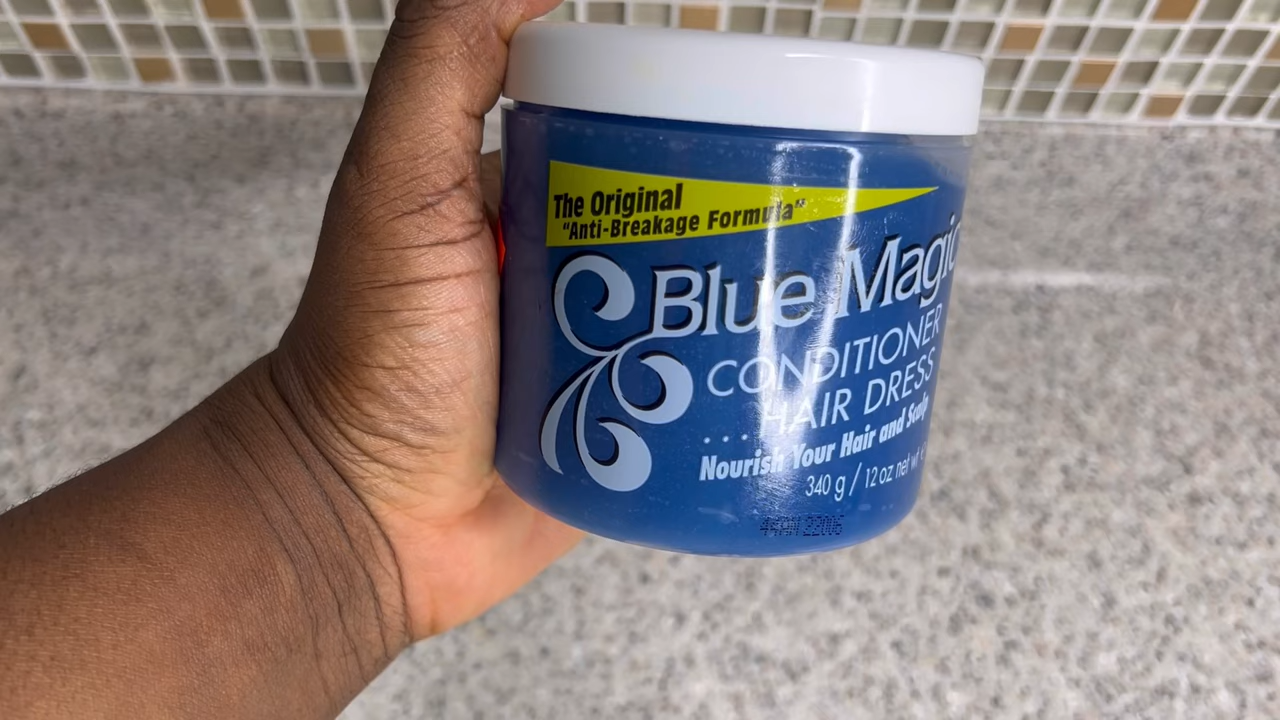 The Original
"Anti-Breakage Formula"
Blue Magic
CONDITIONER
HAIR DRESS
... Nourish Your Hair and Scalp
340 g / 12 oz net wt